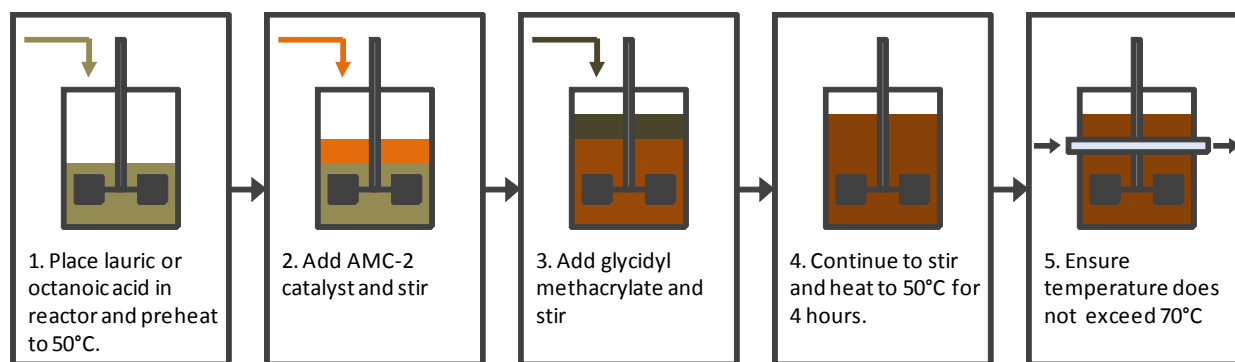 1. Place lauric or
octanoic acid in
reactor and preheat
to 50°C.
2. Add AMC-2
catalyst and stir
3. Add glycidyl
methacrylate and
stir
4. Continue to stir
and heat to 50°C for
4 hours.
5. Ensure
temperature does
not exceed 70°C